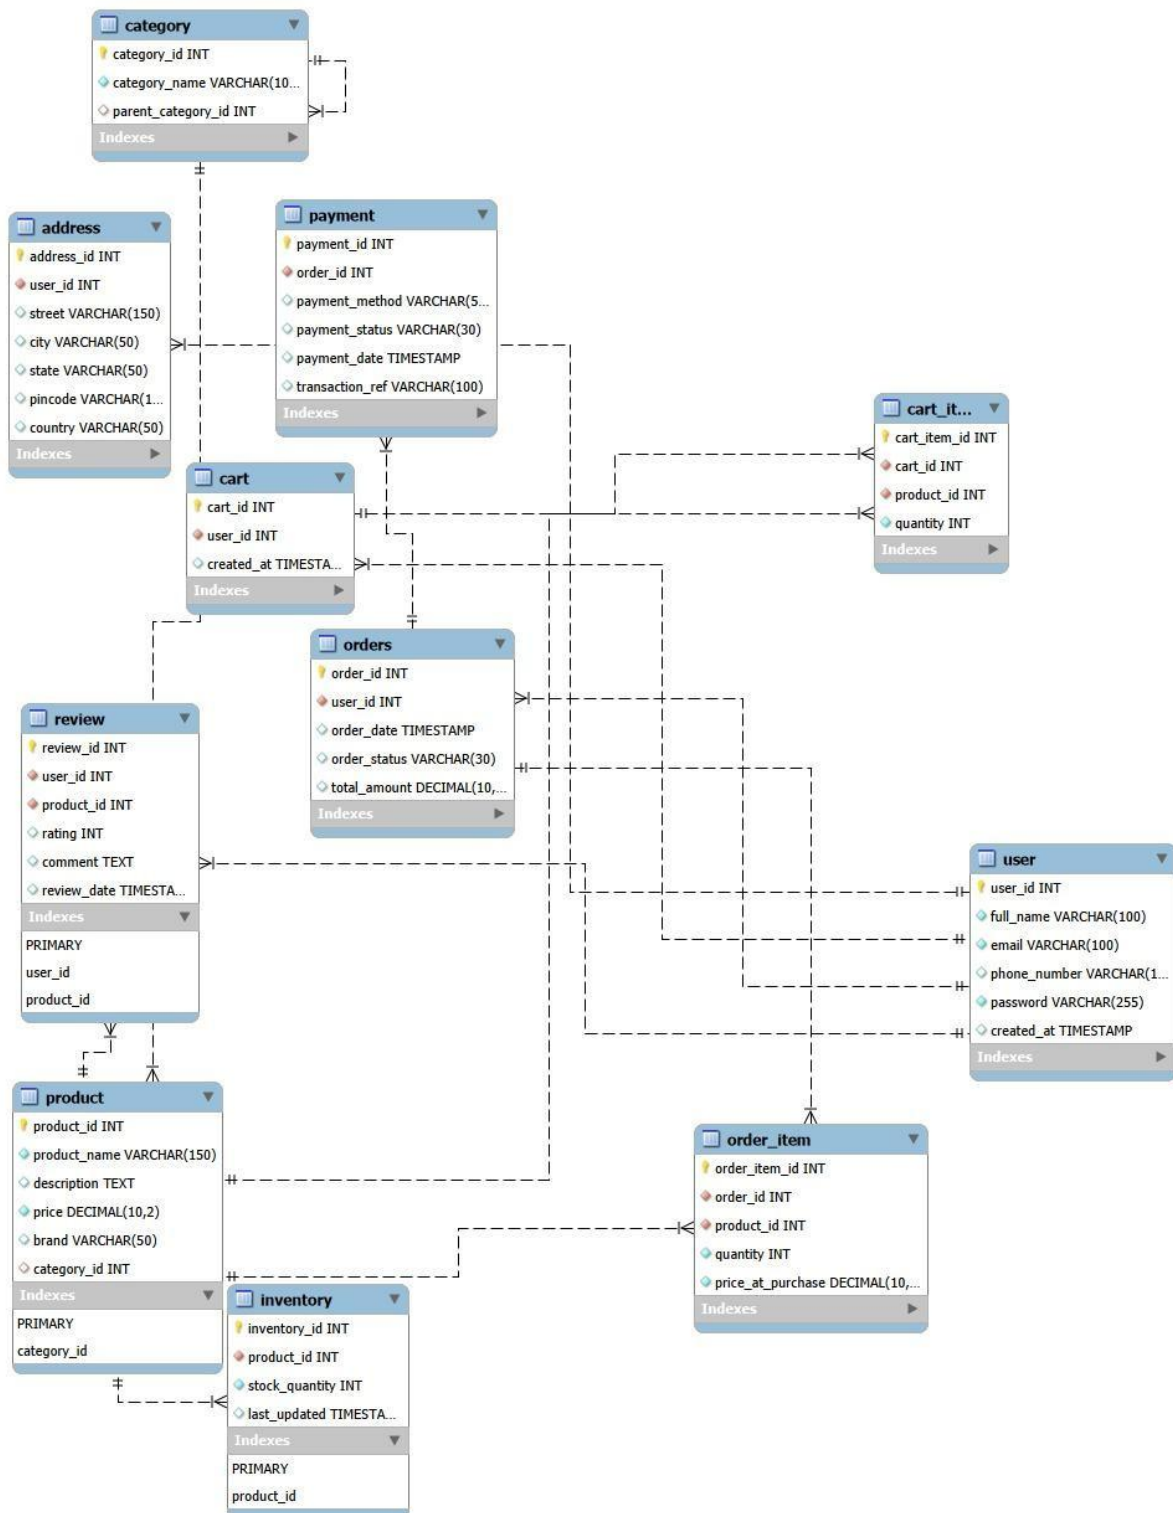 category
category_id INT
category_name VARCHAR(10...
parent_category_id INT
Indexes
address
address_id INT
user_id INT
street VARCHAR(150)
city VARCHAR(50)
state VARCHAR(50)
pincode VARCHAR(1...
country VARCHAR(50)
Indexes
payment
payment_id INT
order_id INT
payment_method VARCHAR(5...
payment_status VARCHAR(30)
payment_date TIMESTAMP
transaction_ref VARCHAR(100)
Indexes
cart_it...
cart_item_id INT
cart_id INT
product_id INT
quantity INT
Indexes
cart
cart_id INT
user_id INT
created_at TIMESTA...
Indexes
orders
order_id INT
user_id INT
order_date TIMESTAMP
order_status VARCHAR(30)
total_amount DECIMAL(10,...
Indexes
review
review_id INT
user_id INT
product_id INT
rating INT
comment TEXT
review_date TIMESTA...
Indexes
PRIMARY
user_id
product_id
user
user_id INT
full_name VARCHAR(100)
email VARCHAR(100)
phone_number VARCHAR(1...
password VARCHAR(255)
created_at TIMESTAMP
Indexes
product
product_id INT
product_name VARCHAR(150)
description TEXT
price DECIMAL(10,2)
brand VARCHAR(50)
category_id INT
Indexes
PRIMARY
category_id
order_item
order_item_id INT
order_id INT
product_id INT
quantity INT
price_at_purchase DECIMAL(10,...
Indexes
inventory
inventory_id INT
product_id INT
stock_quantity INT
last_updated TIMESTA...
Indexes
PRIMARY
product_id